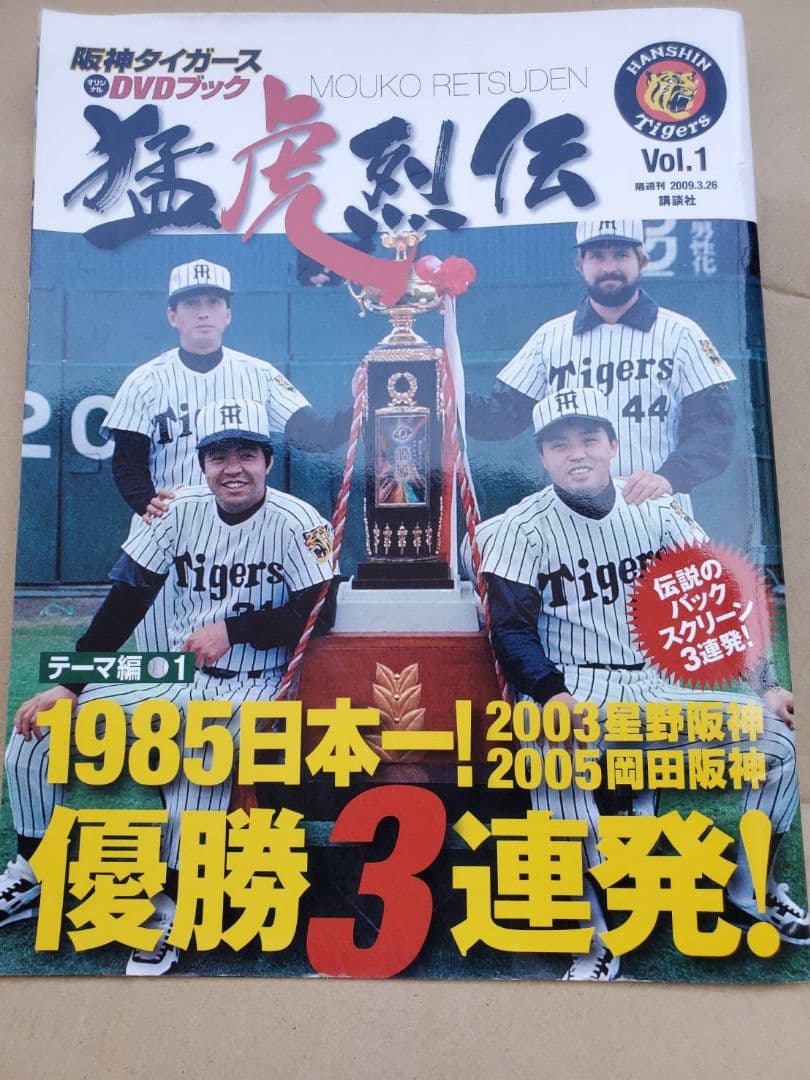 阪神タイガース
オリジナル DVDブック
MOUKO RETSUDEN
猛虎烈伝
HANSHIN
Tigers
Vol.1
隔週刊 2009.3.26
講談社
Tigers
44
Tigers
31
Tigers
伝説の
バック
スクリーン
3連発!
テーマ編 1
1985日本一!
2003星野阪神
2005岡田阪神
優勝3連発!